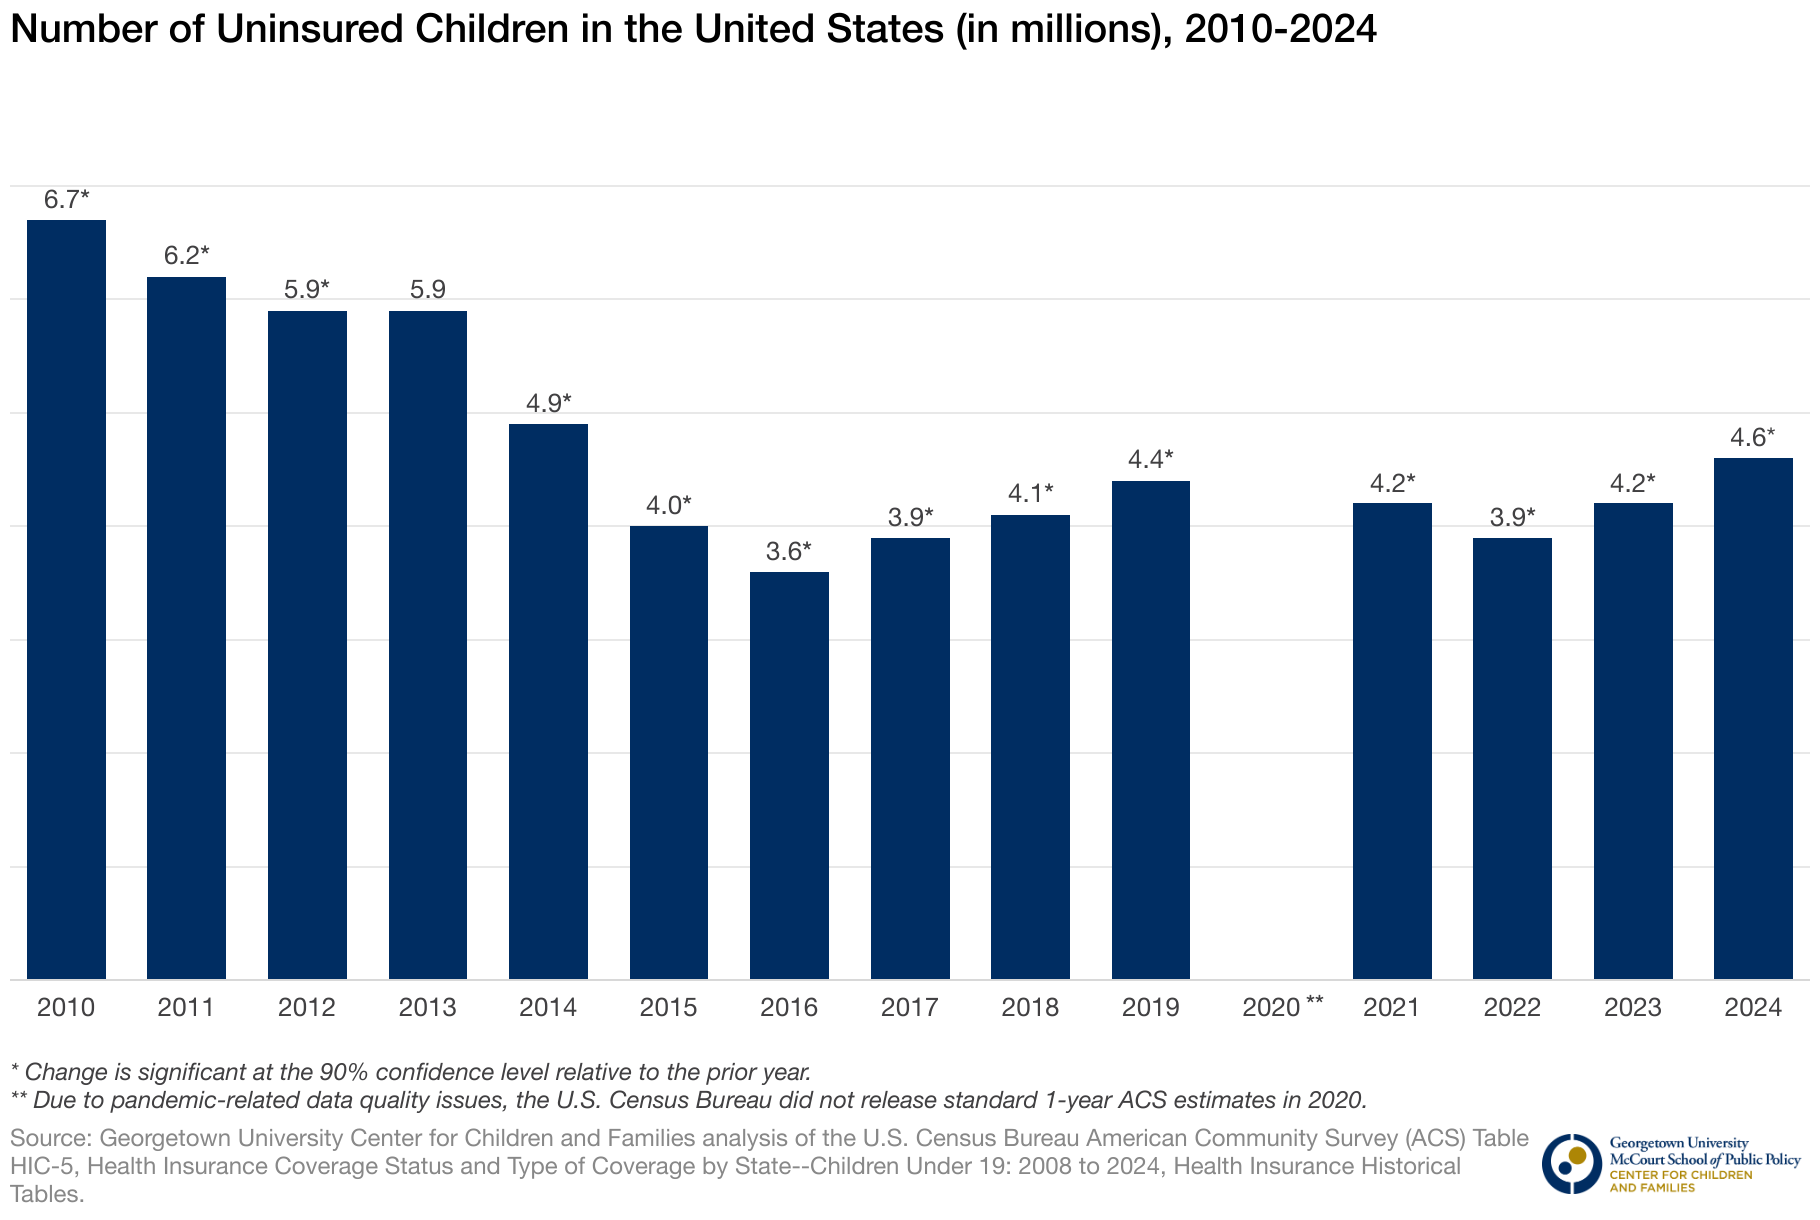 Number of Uninsured Children in the United States (in millions), 2010-2024
6.7*
6.2*
5.9*
5.9
4.9*
4.0*
3.6*
3.9*
4.1*
4.4*
4.2*
3.9*
4.2*
4.6*
2010
2011
2012
2013
2014
2015
2016
2017
2018
2019
2020 **
2021
2022
2023
2024
* Change is significant at the 90% confidence level relative to the prior year.
** Due to pandemic-related data quality issues, the U.S. Census Bureau did not release standard 1-year ACS estimates in 2020.
Source: Georgetown University Center for Children and Families analysis of the U.S. Census Bureau American Community Survey (ACS) Table
HIC-5, Health Insurance Coverage Status and Type of Coverage by State--Children Under 19: 2008 to 2024, Health Insurance Historical
Tables.
Georgetown University
McCourt School of Public Policy
CENTER FOR CHILDREN
AND FAMILIES